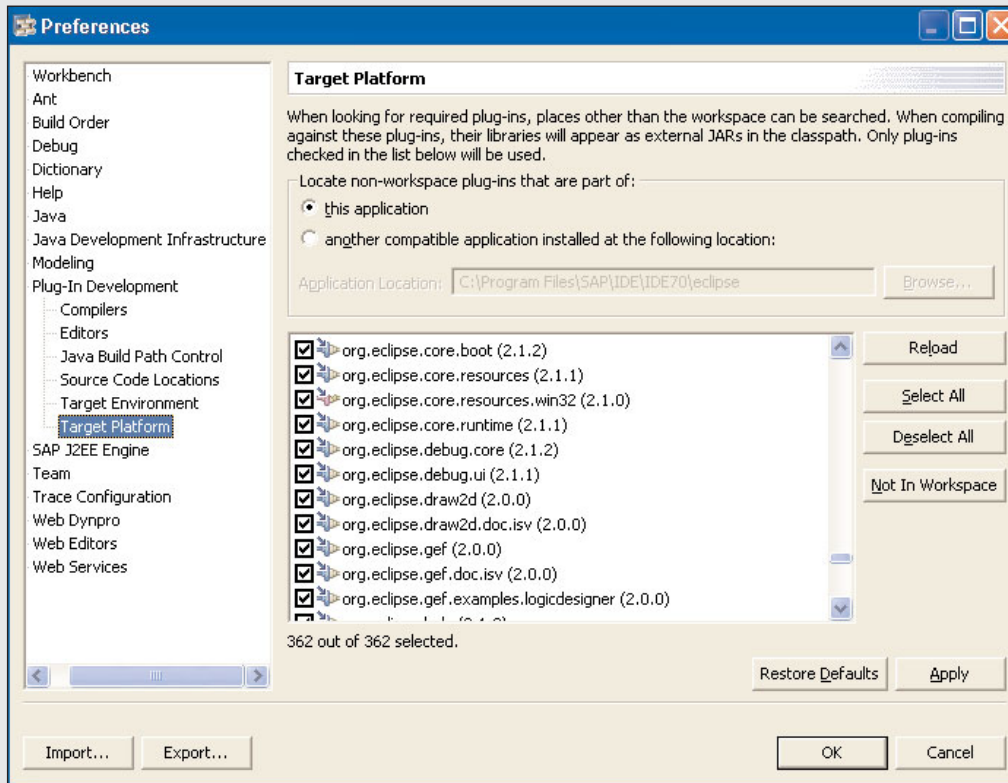 Preferences
Workbench
Ant
Build Order
Debug
Dictionary
Help
Java
Java Development Infrastructure
Modeling
Plug-In Development
Compilers
Editors
Java Build Path Control
Source Code Locations
Target Environment
Target Platform
SAP J2EE Engine
Team
Trace Configuration
Web Dynpro
Web Editors
Web Services
Target Platform
When looking for required plug-ins, places other than the workspace can be searched. When compiling
against these plug-ins, their libraries will appear as external JARs in the classpath. Only plug-ins
checked in the list below will be used.
Locate non-workspace plug-ins that are part of:
this application
another compatible application installed at the following location:
Application Location: C:\Program Files\SAP\IDE\IDE70\eclipse Browse...
org.eclipse.core.boot (2.1.2)
org.eclipse.core.resources (2.1.1)
org.eclipse.core.resources.win32 (2.1.0)
org.eclipse.core.runtime (2.1.1)
org.eclipse.debug.core (2.1.2)
org.eclipse.debug.ui (2.1.1)
org.eclipse.draw2d (2.0.0)
org.eclipse.draw2d.doc.isv (2.0.0)
org.eclipse.gef (2.0.0)
org.eclipse.gef.doc.isv (2.0.0)
org.eclipse.gef.examples.logicdesigner (2.0.0)
Reload
Select All
Deselect All
Not In Workspace
362 out of 362 selected.
Restore Defaults Apply
Import... Export... OK Cancel